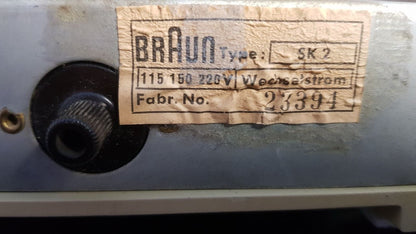 BRAUN Type: SK 2
115 150 220 V Wechselstrom
Fabr. No. 23394